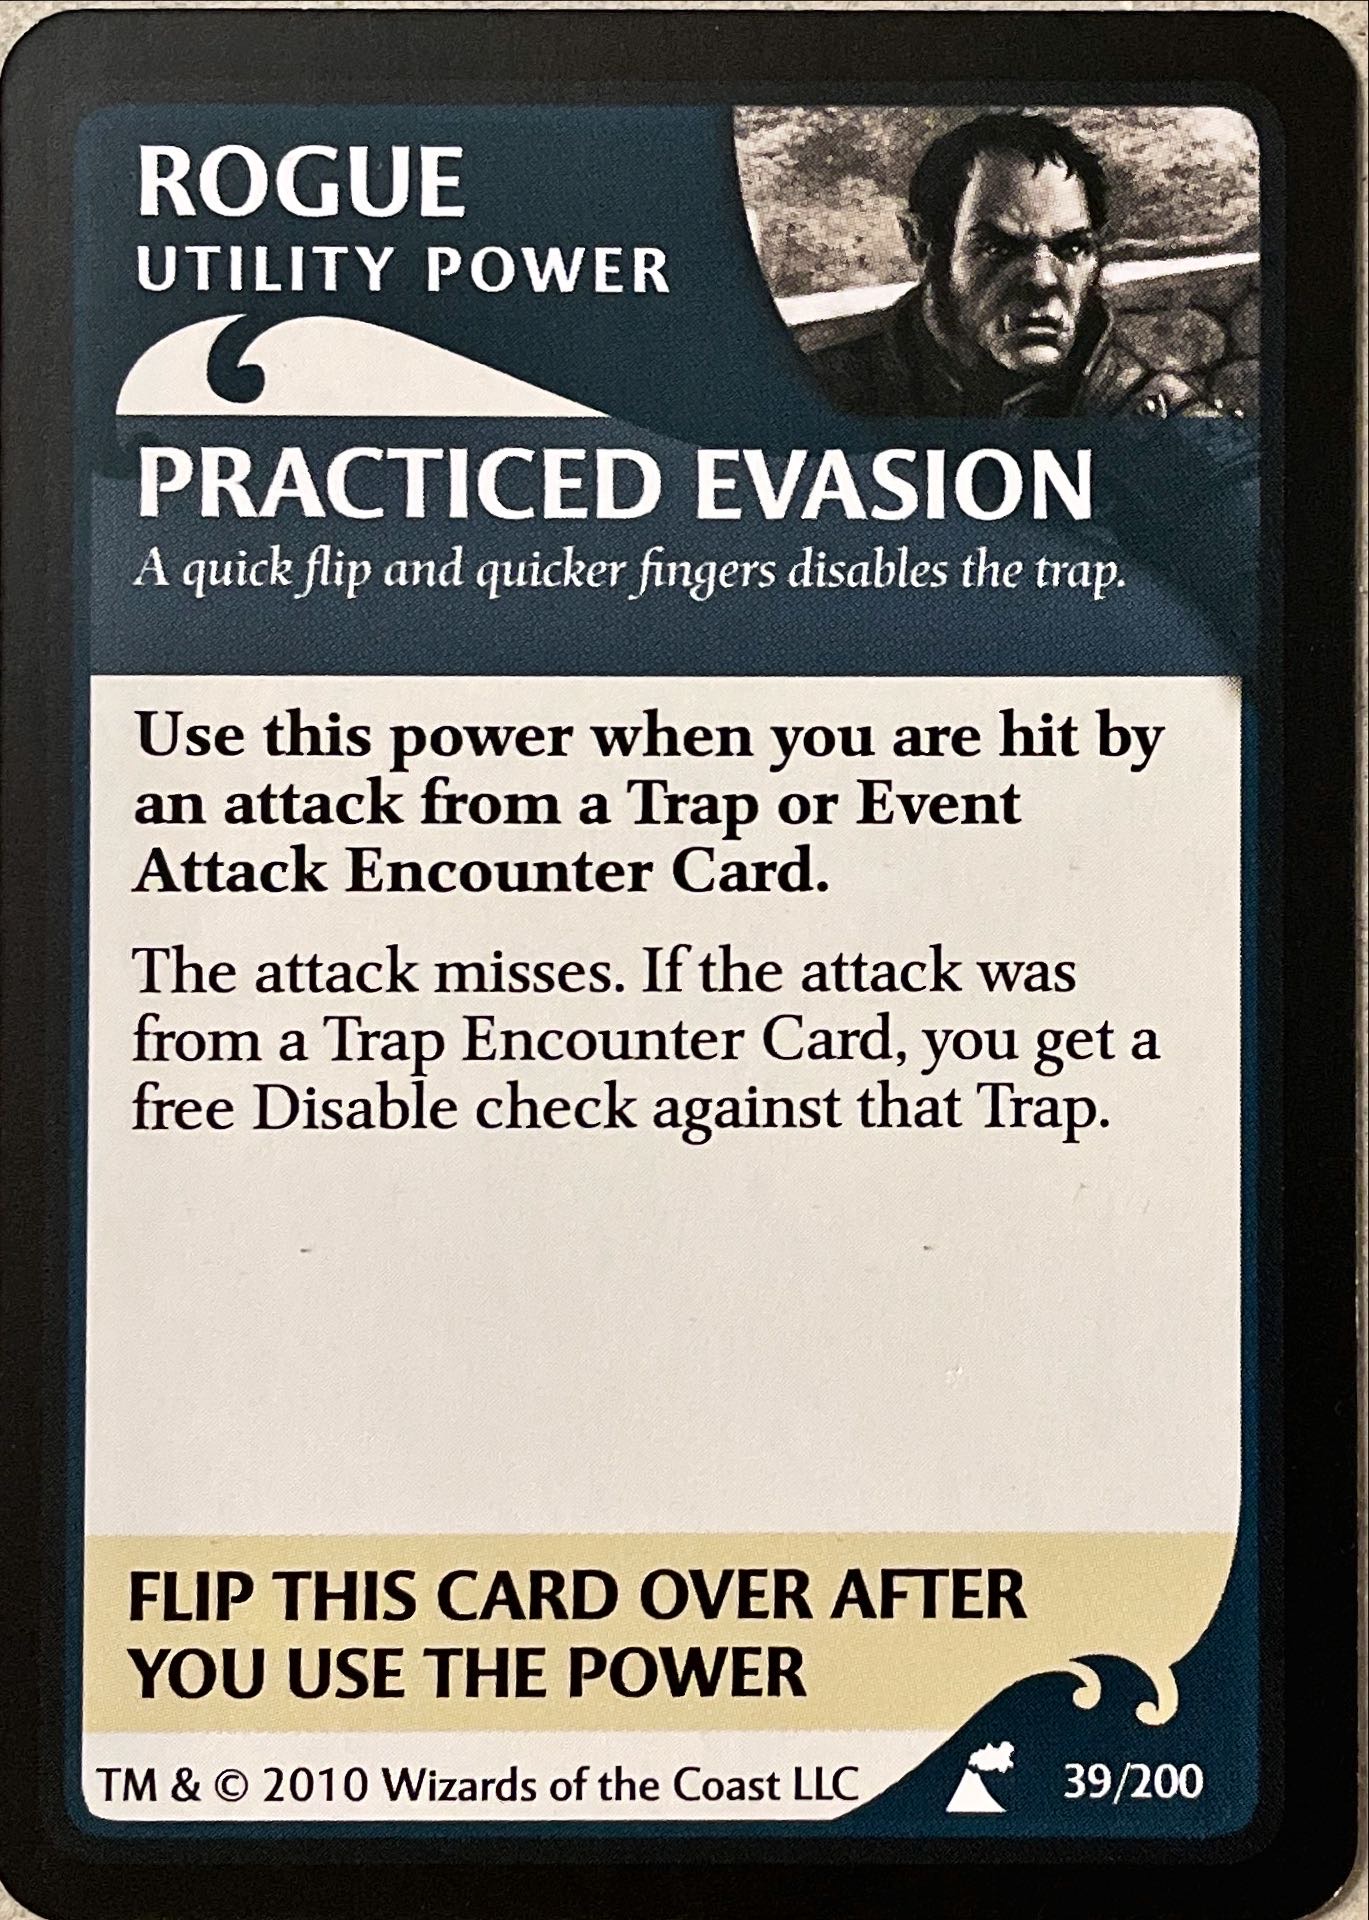 ROGUE
UTILITY POWER
PRACTICED EVASION
A quick flip and quicker fingers disables the trap.
Use this power when you are hit by
an attack from a Trap or Event
Attack Encounter Card.
The attack misses. If the attack was
from a Trap Encounter Card, you get a
free Disable check against that Trap.
FLIP THIS CARD OVER AFTER
YOU USE THE POWER
TM & © 2010 Wizards of the Coast LLC
39/200